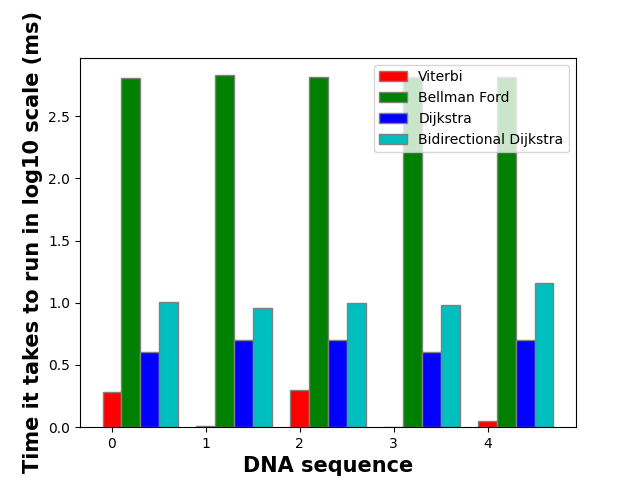 Time it takes to run in log10 scale (ms)
2.5
2.0
1.5
1.0
0.5
0.0
0 1 2 3 4
DNA sequence
Viterbi
Bellman Ford
Dijkstra
Bidirectional Dijkstra